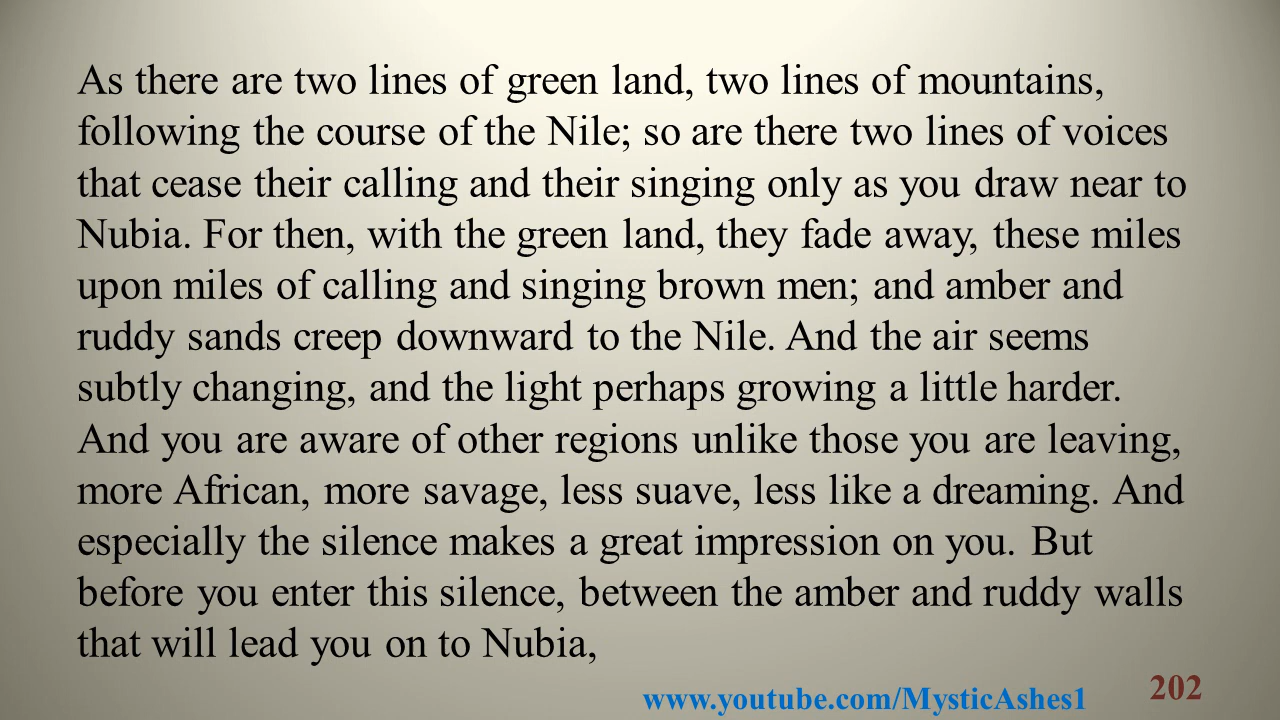 As there are two lines of green land, two lines of mountains,
following the course of the Nile; so are there two lines of voices
that cease their calling and their singing only as you draw near to
Nubia. For then, with the green land, they fade away, these miles
upon miles of calling and singing brown men; and amber and
ruddy sands creep downward to the Nile. And the air seems
subtly changing, and the light perhaps growing a little harder.
And you are aware of other regions unlike those you are leaving,
more African, more savage, less suave, less like a dreaming. And
especially the silence makes a great impression on you. But
before you enter this silence, between the amber and ruddy walls
that will lead you on to Nubia,
www.youtube.com/MysticAshes1
202